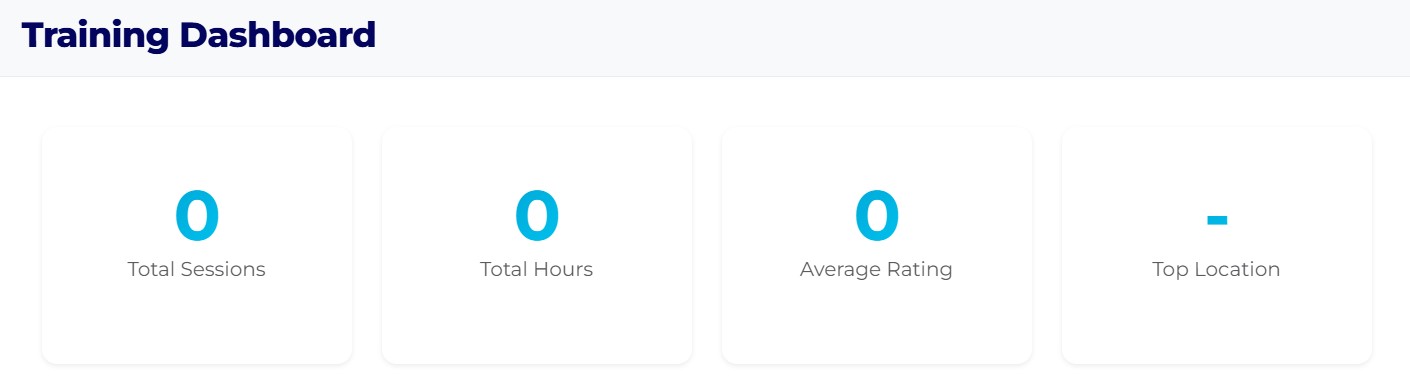 Training Dashboard
0
Total Sessions
0
Total Hours
0
Average Rating
-
Top Location